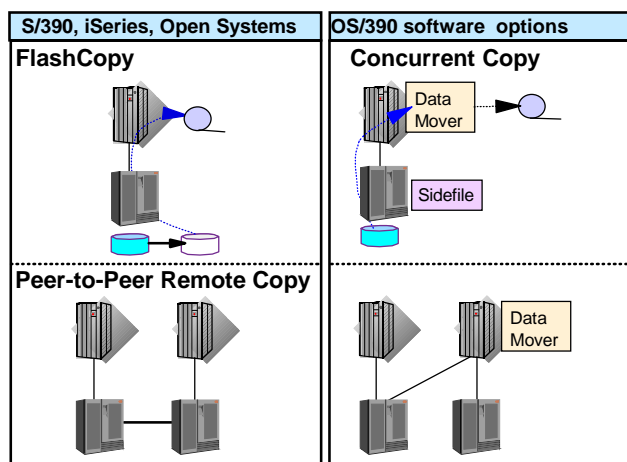 S/390, iSeries, Open Systems
OS/390 software options
FlashCopy
Concurrent Copy
Data
Mover
Sidefile
Peer-to-Peer Remote Copy
Data
Mover